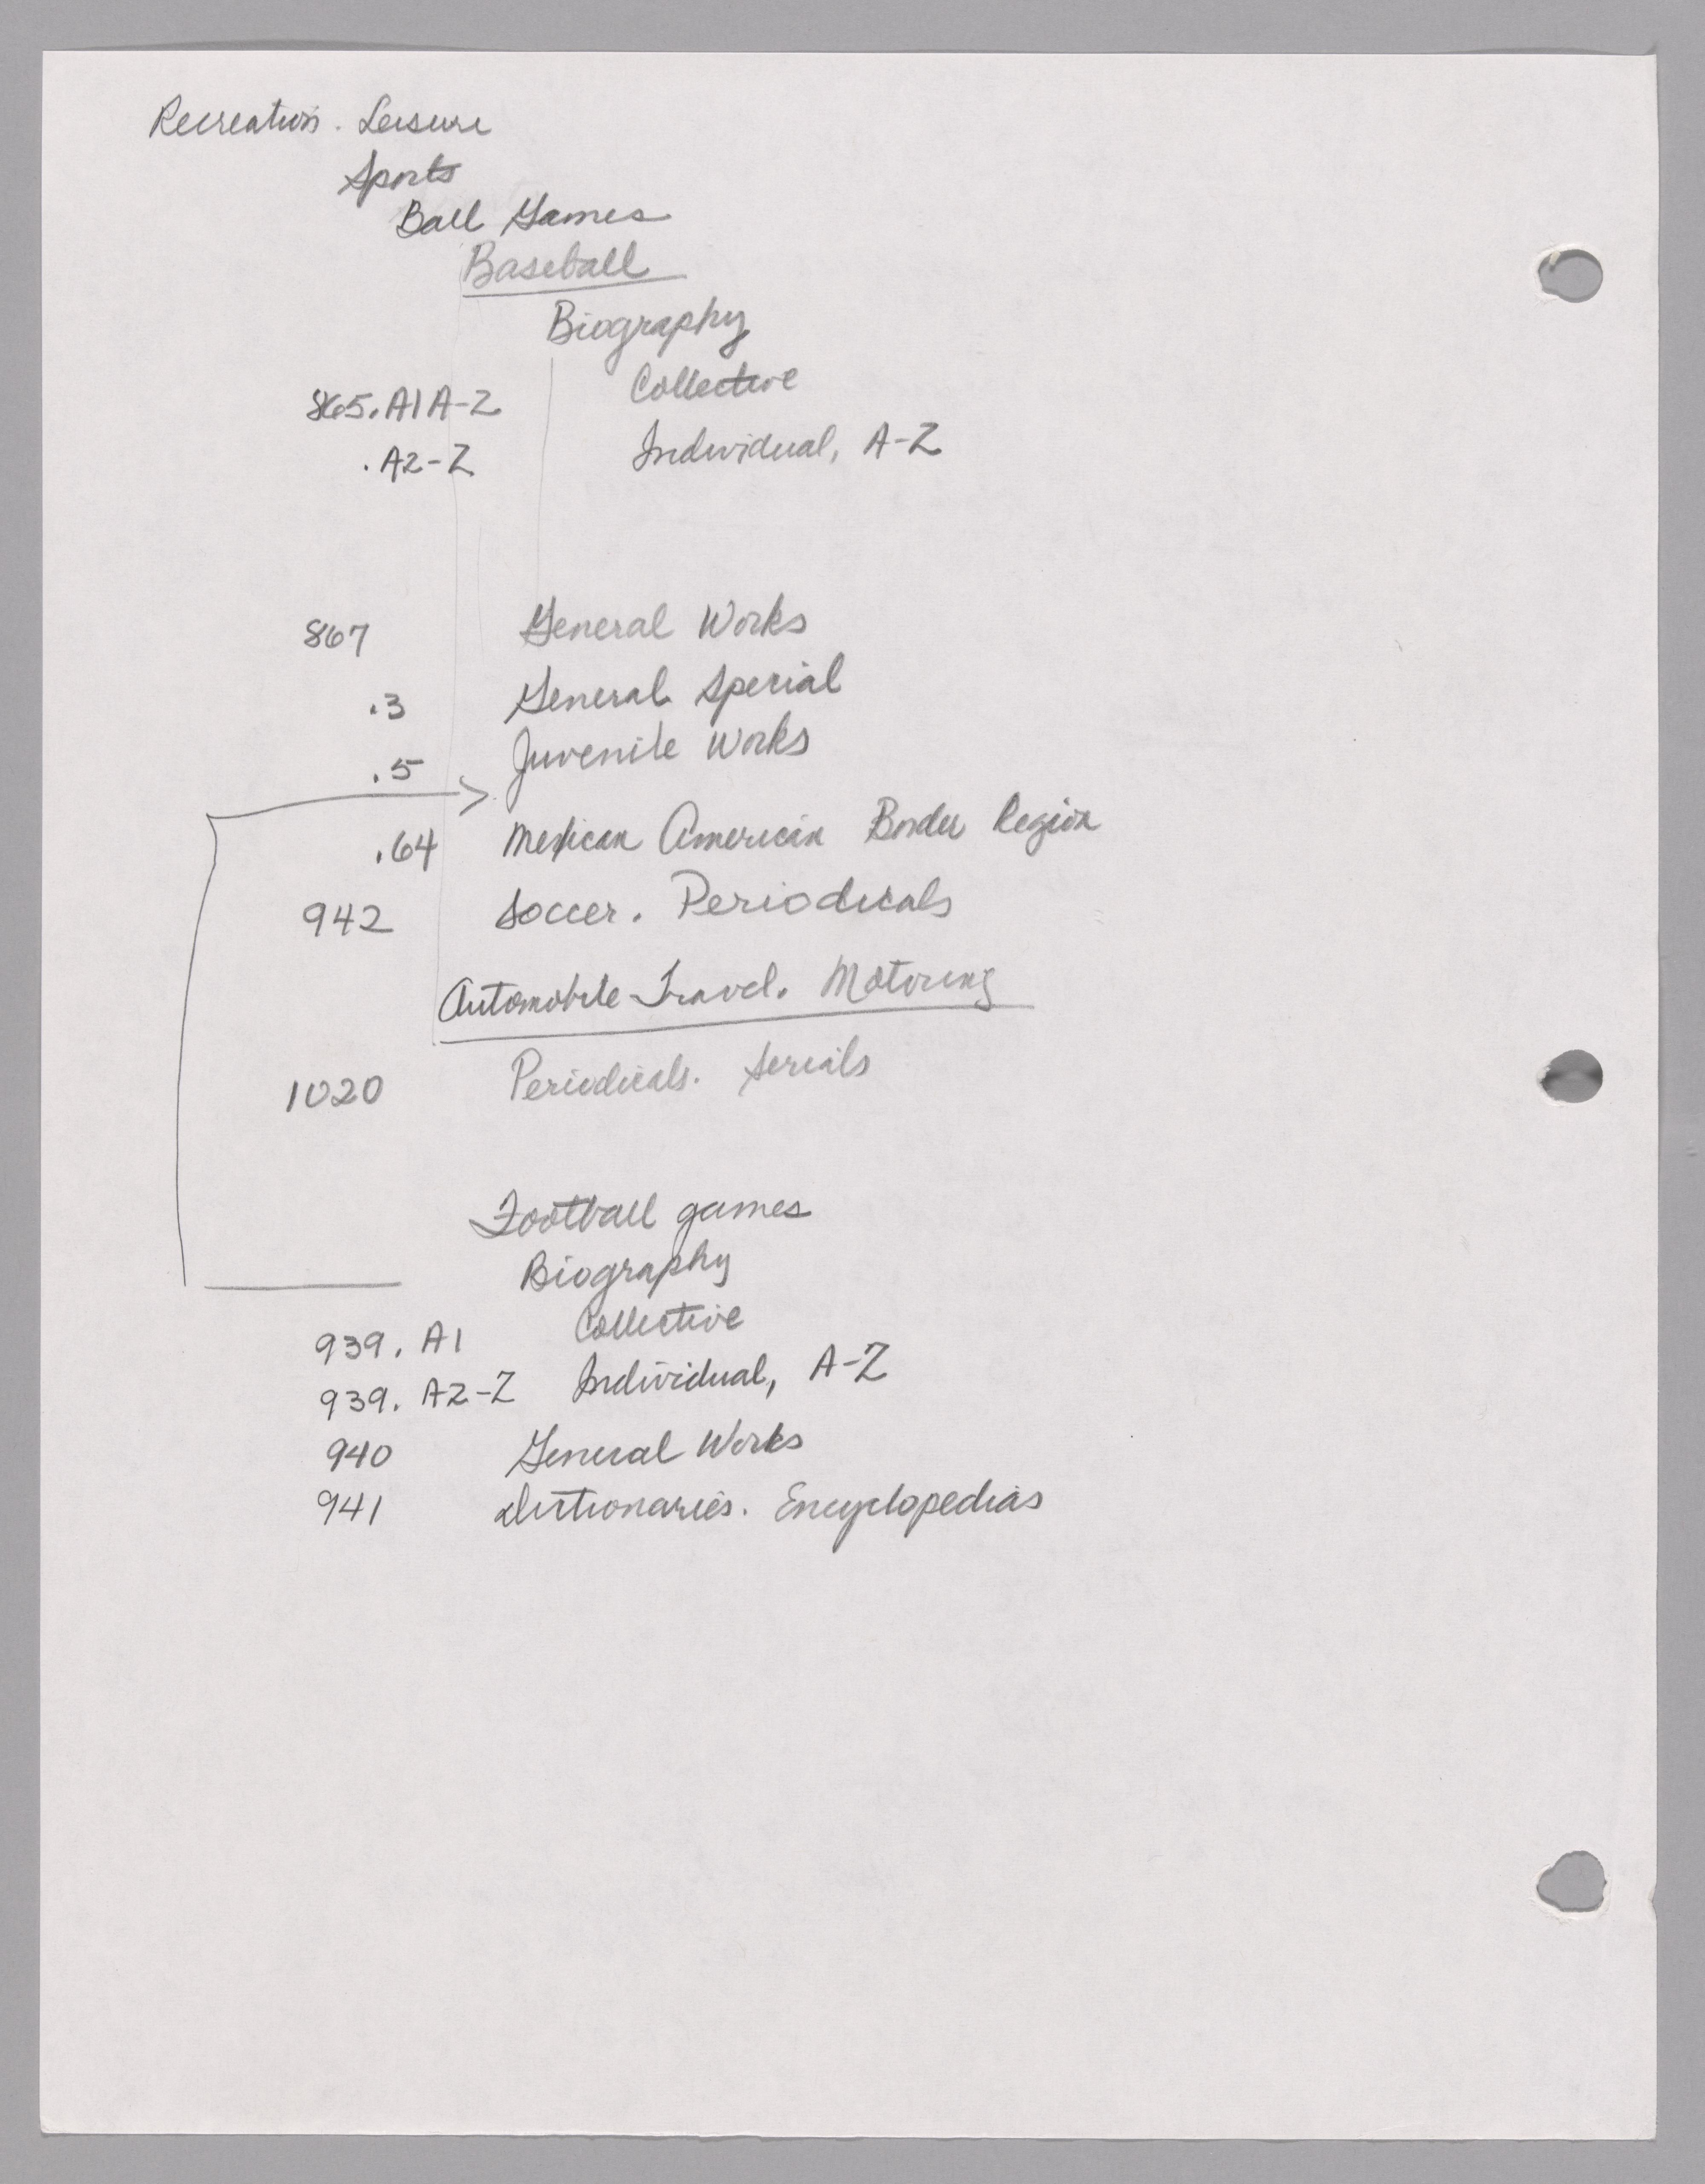 Recreation. Leisure
Sports
Ball Games
Baseball
Biography
865.A1A-Z Collective
.A2-Z Individual, A-Z
867 General Works
.3 General Special
.5 Juvenile Works
.64 Mexican American Border Region
942 Soccer. Periodicals
Automobile Travel. Motoring
1020 Periodicals. Serials
Football games
Biography
939. A1 Collective
939. A2-Z Individual, A-Z
940 General Works
941 Dictionaries. Encyclopedias